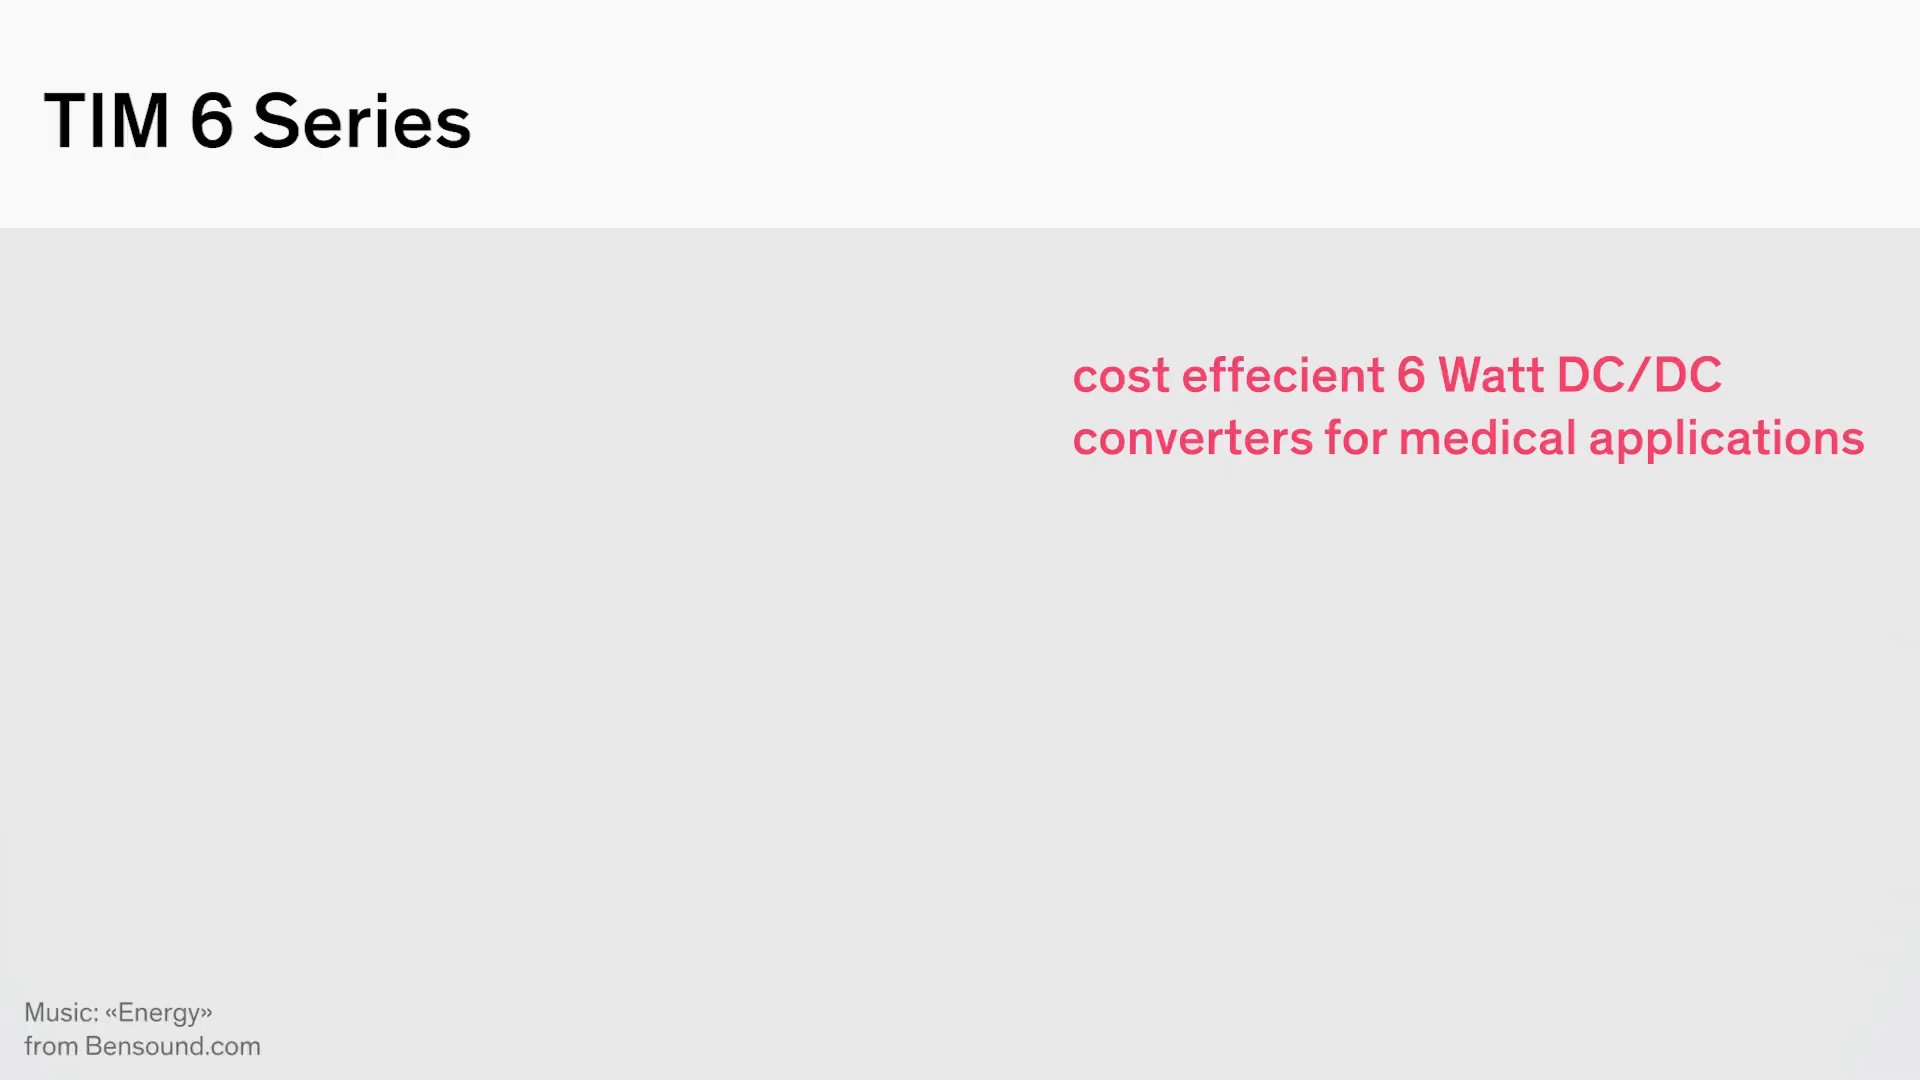 TIM 6 Series
cost effecient 6 Watt DC/DC
converters for medical applications
Music: «Energy»
from Bensound.com